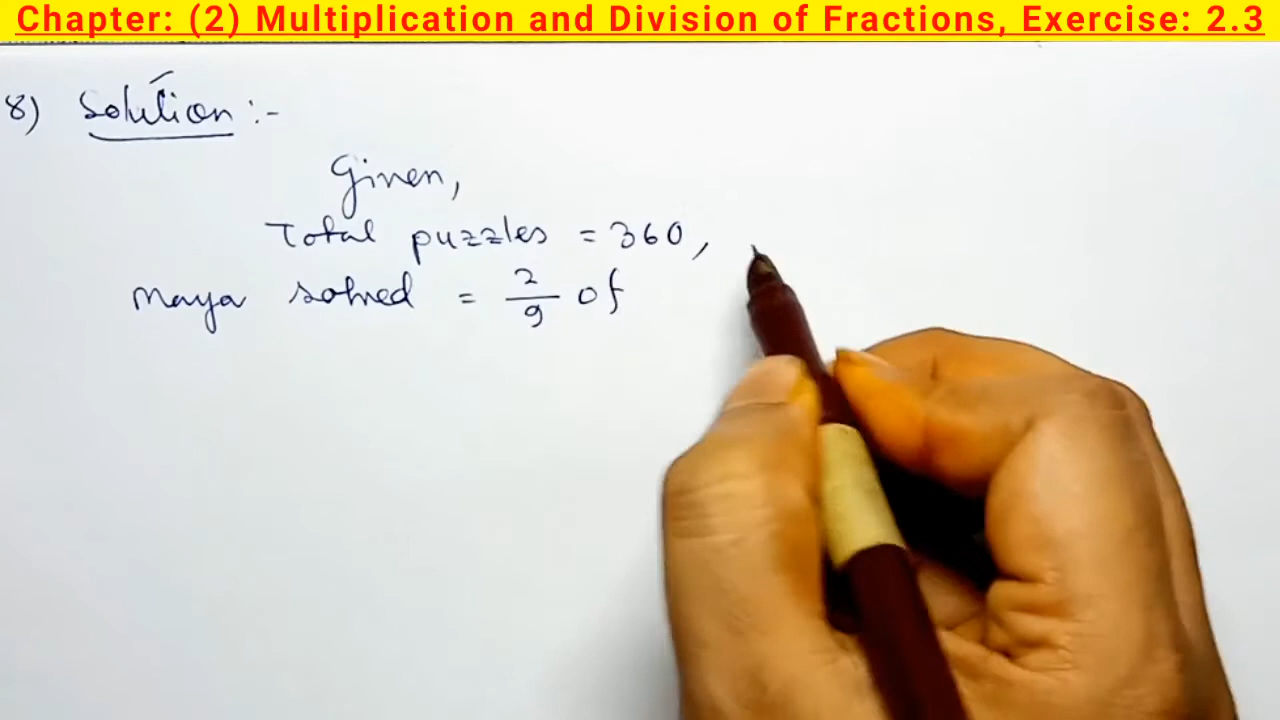 Chapter: (2) Multiplication and Division of Fractions, Exercise: 2.3
8) Solution :-
Given,
Total puzzles = 360,
Maya solved = 2/9 of